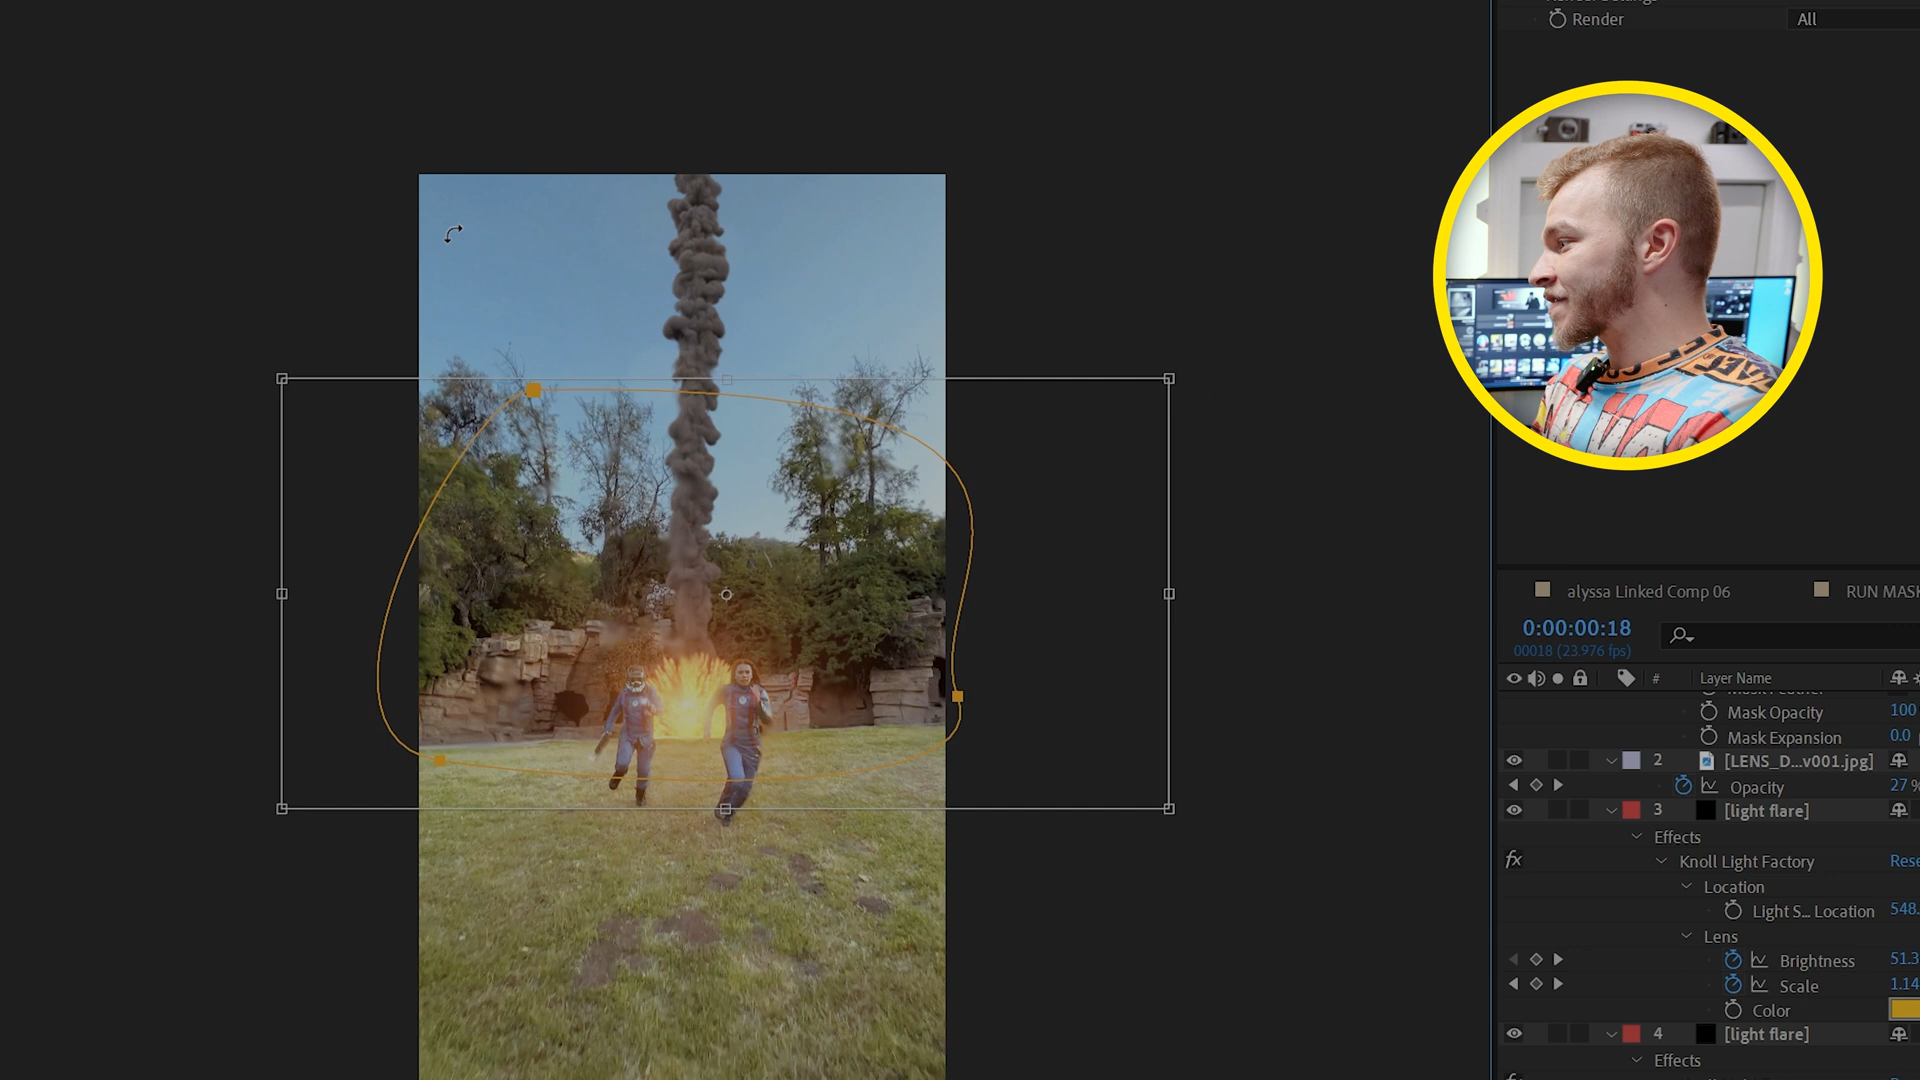 Render All
alyssa Linked Comp 06 RUN MASK
0:00:00:18
00018 (23.976 fps)
# Layer Name
Mask Opacity 100
Mask Expansion 0.0
2 [LENS_D...v001.jpg]
Opacity 27 %
3 [light flare]
Effects
fx Knoll Light Factory Rese
Location
Light S... Location 548.
Lens
Brightness 51.3
Scale 1.14
Color
4 [light flare]
Effects